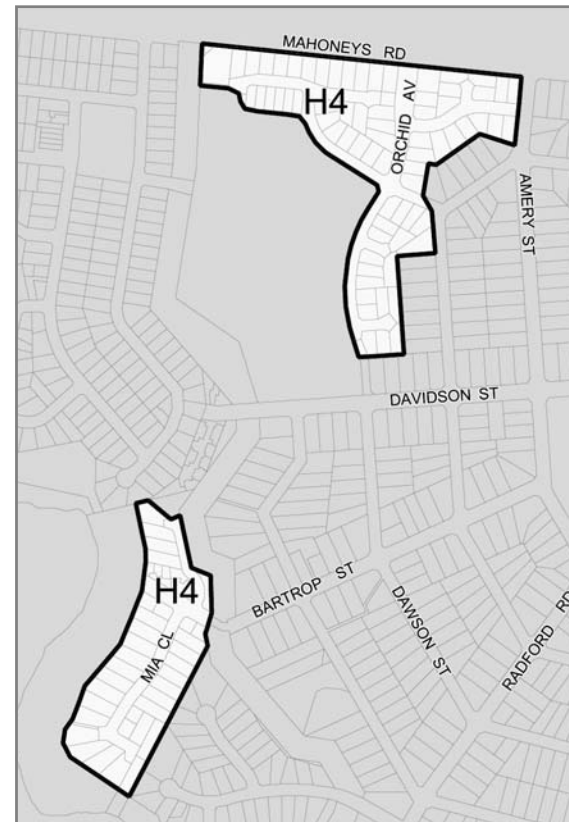 MAHONEYS RD
H4
ORCHID AV
AMERY ST
DAVIDSON ST
H4
BARTROP ST
MIA CL
DAWSON ST
RADFORD RD